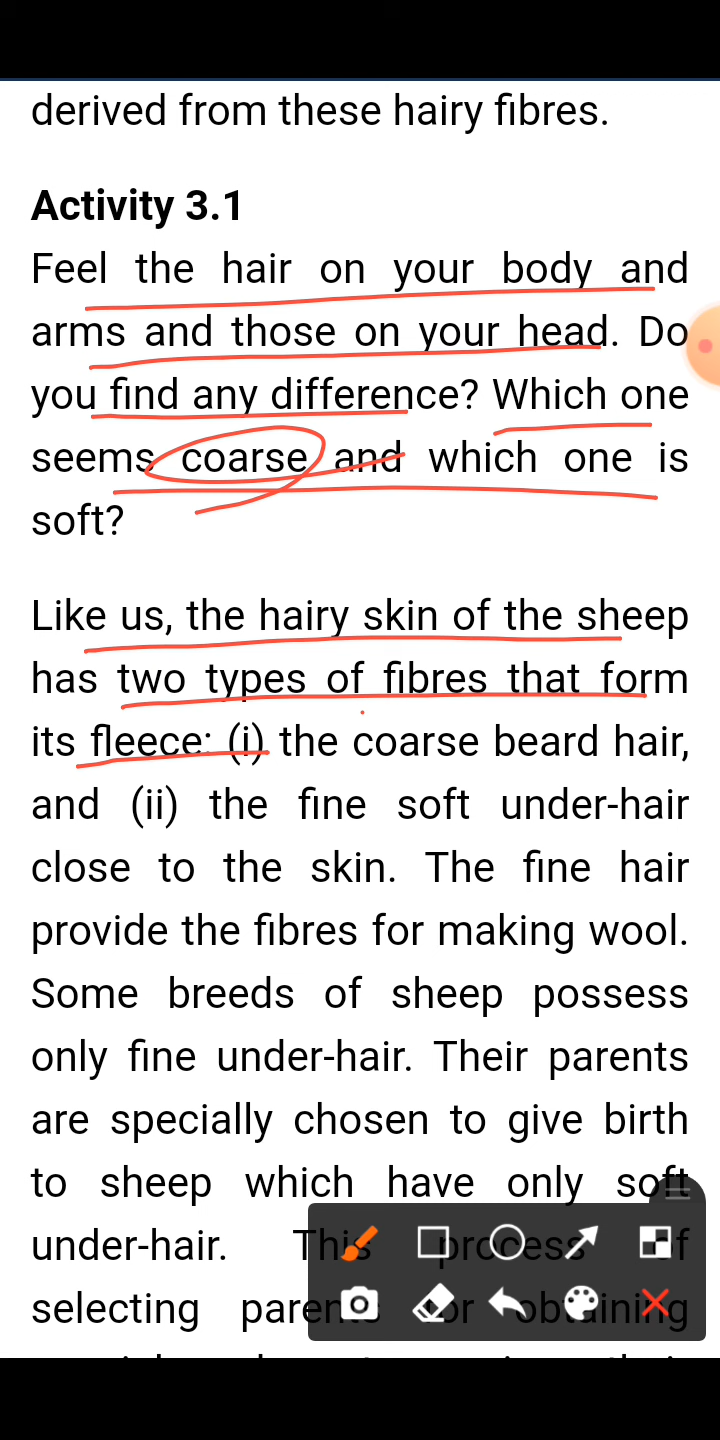 derived from these hairy fibres.
Activity 3.1
Feel the hair on your body and
arms and those on your head. Do
you find any difference? Which one
seems coarse and which one is
soft?
Like us, the hairy skin of the sheep
has two types of fibres that form
its fleece: (i) the coarse beard hair,
and (ii) the fine soft under-hair
close to the skin. The fine hair
provide the fibres for making wool.
Some breeds of sheep possess
only fine under-hair. Their parents
are specially chosen to give birth
to sheep which have only soft
under-hair. This process of
selecting parents for obtaining